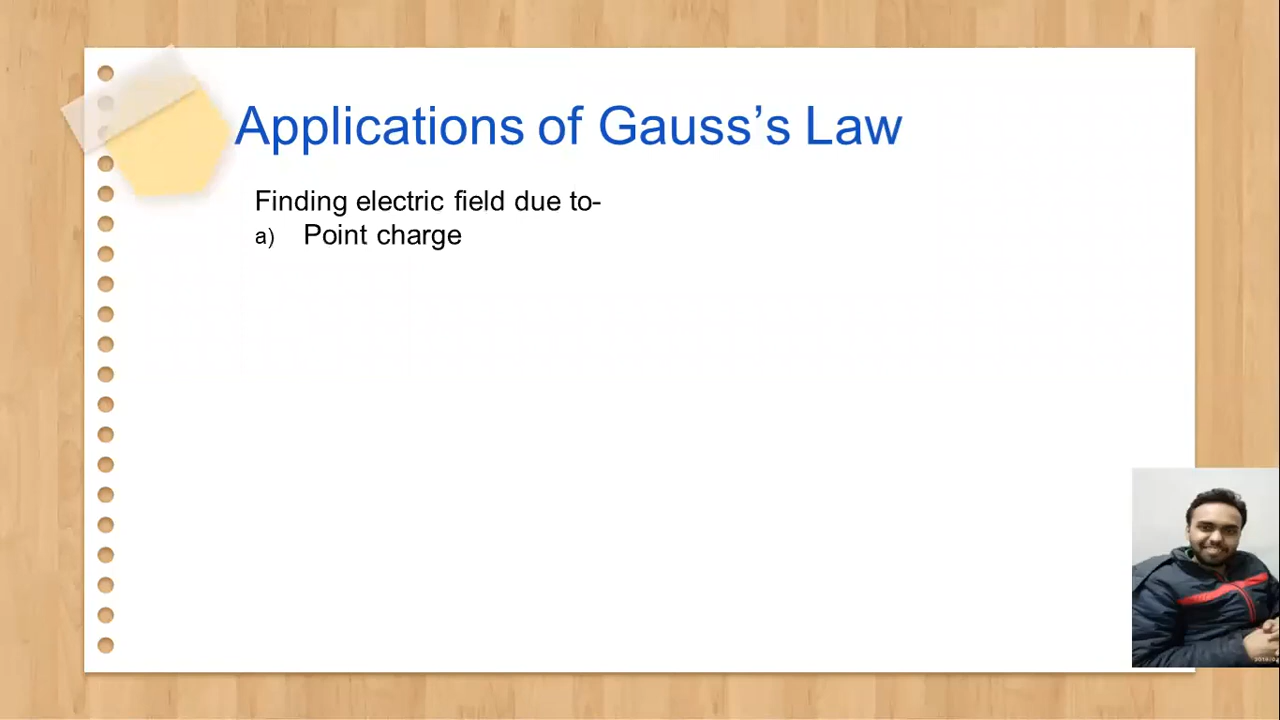 Applications of Gauss’s Law
Finding electric field due to-
a) Point charge